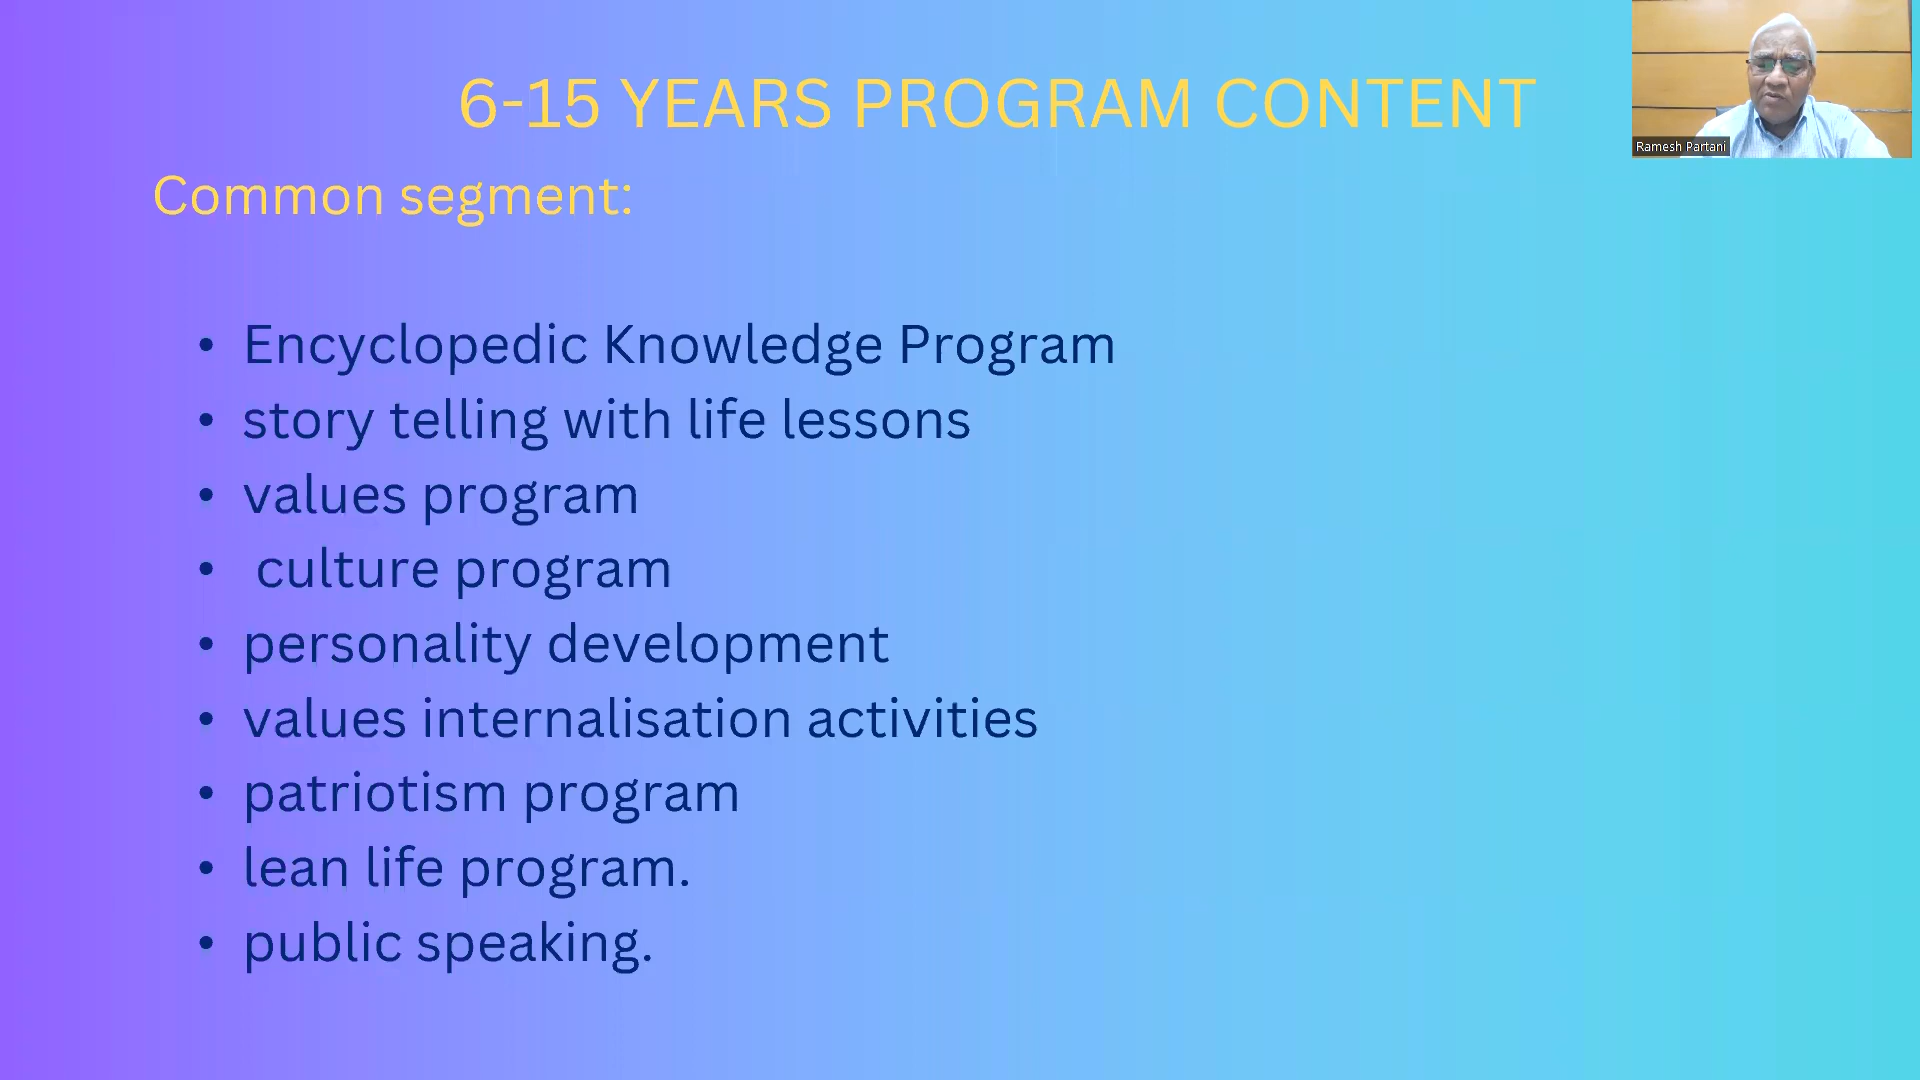 6-15 YEARS PROGRAM CONTENT
Ramesh Partani
Common segment:
• Encyclopedic Knowledge Program
• story telling with life lessons
• values program
• culture program
• personality development
• values internalisation activities
• patriotism program
• lean life program.
• public speaking.